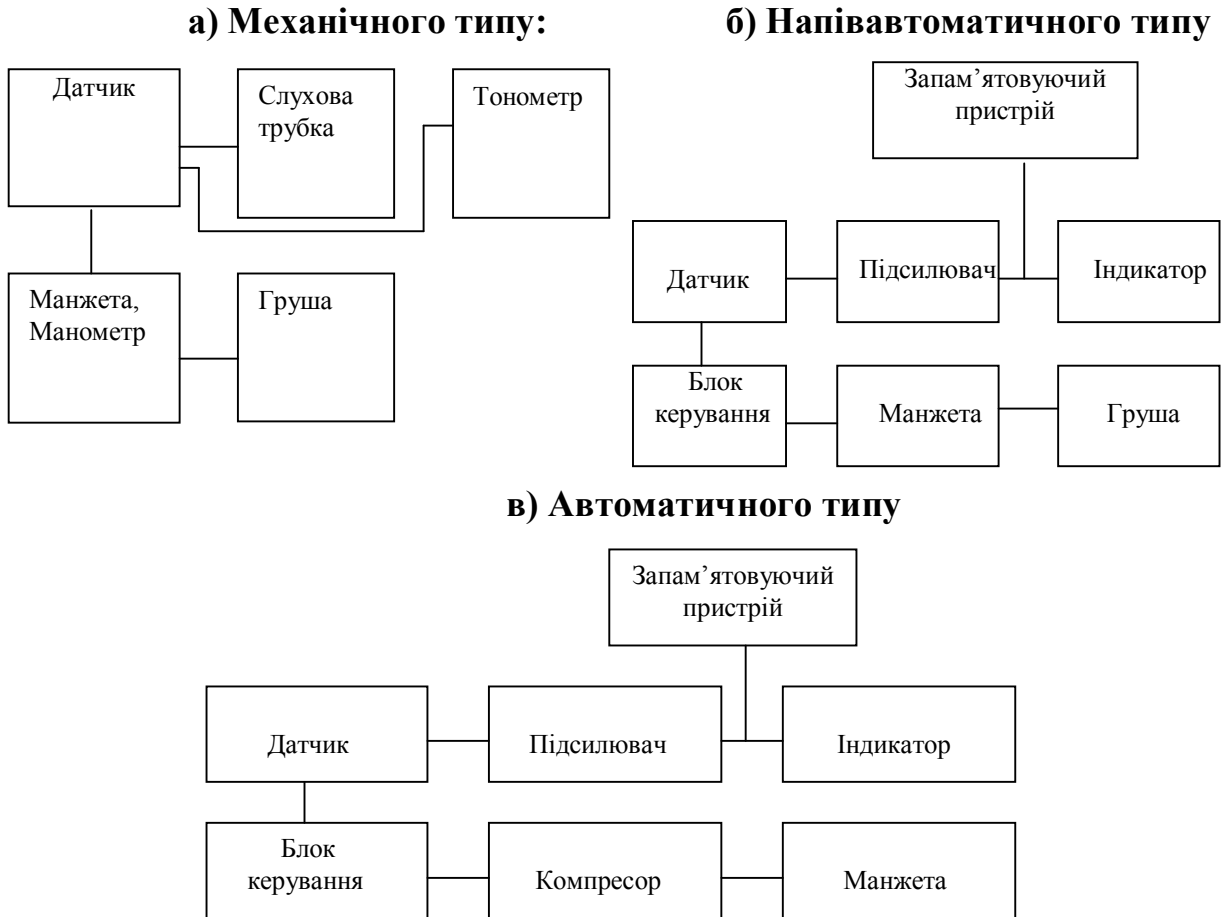 а) Механічного типу:
Датчик
Слухова
трубка
Тонометр
Манжета,
Манометр
Груша
б) Напівавтоматичного типу
Запам’ятовуючий
пристрій
Датчик
Підсилювач
Індикатор
Блок
керування
Манжета
Груша
в) Автоматичного типу
Запам’ятовуючий
пристрій
Датчик
Підсилювач
Індикатор
Блок
керування
Компресор
Манжета